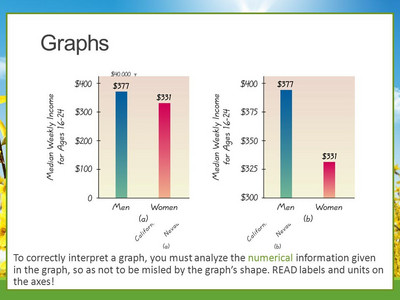 Graphs
$40,000
$400
$377
$331
$300
$200
$100
0
Median Weekly Income
for Ages 16-24
Men Women
(a)
(a)
$400
$377
$375
$350
$331
$325
$300
Median Weekly Income
for Ages 16-24
Men Women
(b)
(b)
To correctly interpret a graph, you must analyze the numerical information given
in the graph, so as not to be misled by the graph's shape. READ labels and units on
the axes!